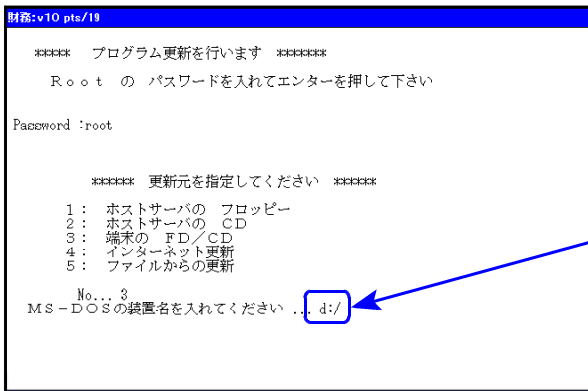 財務:v10 pts/19
***** プログラム更新を行います *******
Ｒｏｏｔ の パスワードを入れてエンターを押して下さい
Password :root
****** 更新元を指定してください ******
１： ホストサーバの フロッピー
２： ホストサーバの ＣＤ
３： 端末の ＦＤ／ＣＤ
４： インターネット更新
５： ファイルからの更新
No... 3
ＭＳ－ＤＯＳの装置名を入れてください ... d:/